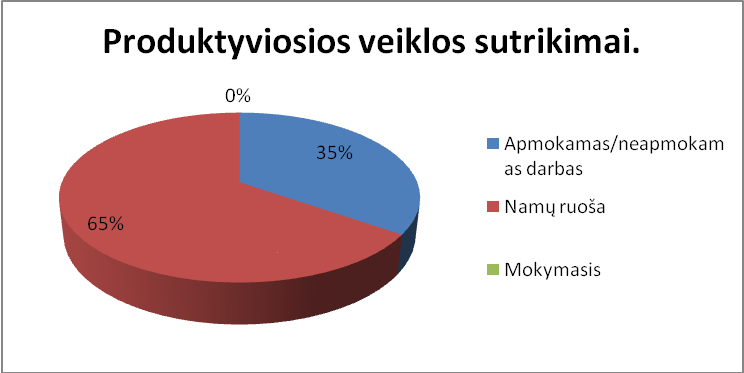 Produktyviosios veiklos sutrikimai.
0%
35%
65%
Apmokamas/neapmokam
as darbas
Namų ruoša
Mokymasis